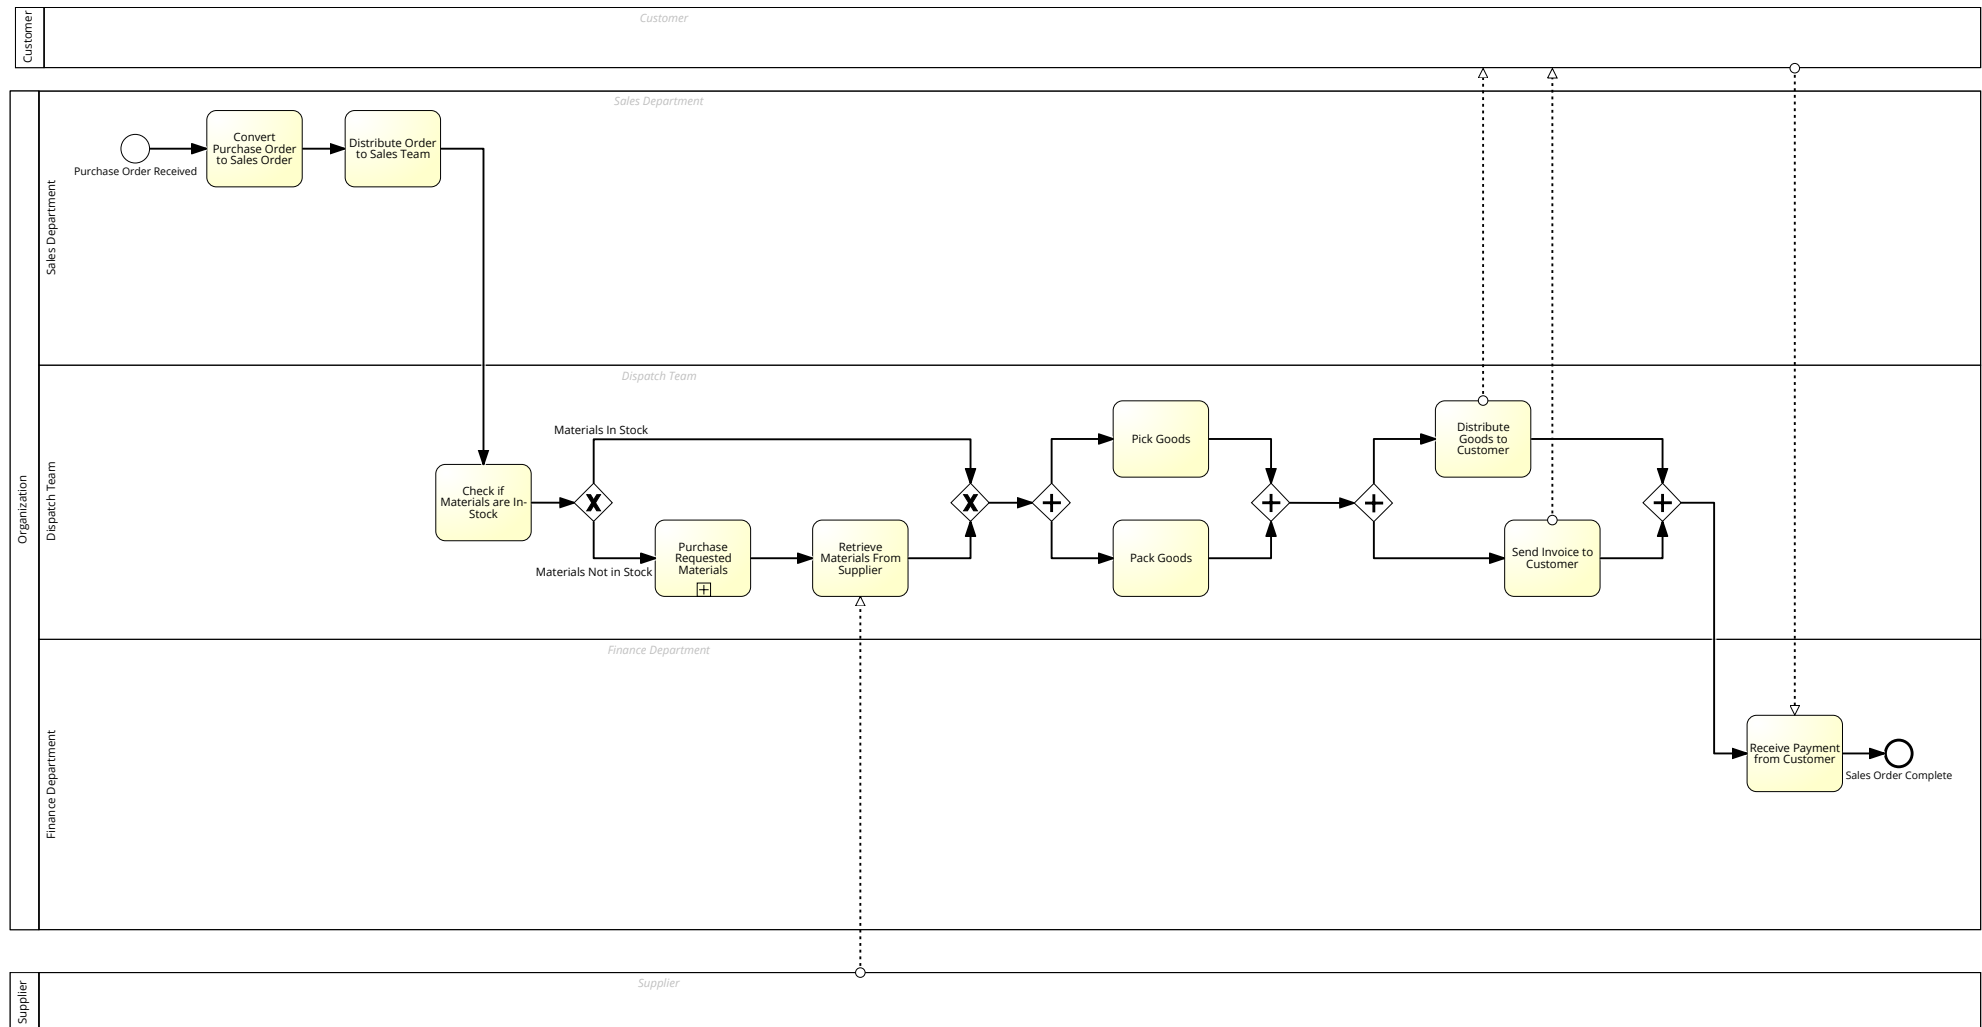 Customer
Customer
Organization
Sales Department
Sales Department
Purchase Order Received
Convert
Purchase Order
to Sales Order
Distribute Order
to Sales Team
Dispatch Team
Dispatch Team
Check if
Materials are In-
Stock
Materials In Stock
Materials Not in Stock
Purchase
Requested
Materials
Retrieve
Materials From
Supplier
Pick Goods
Pack Goods
Distribute
Goods to
Customer
Send Invoice to
Customer
Finance Department
Finance Department
Receive Payment
from Customer
Sales Order Complete
Supplier
Supplier